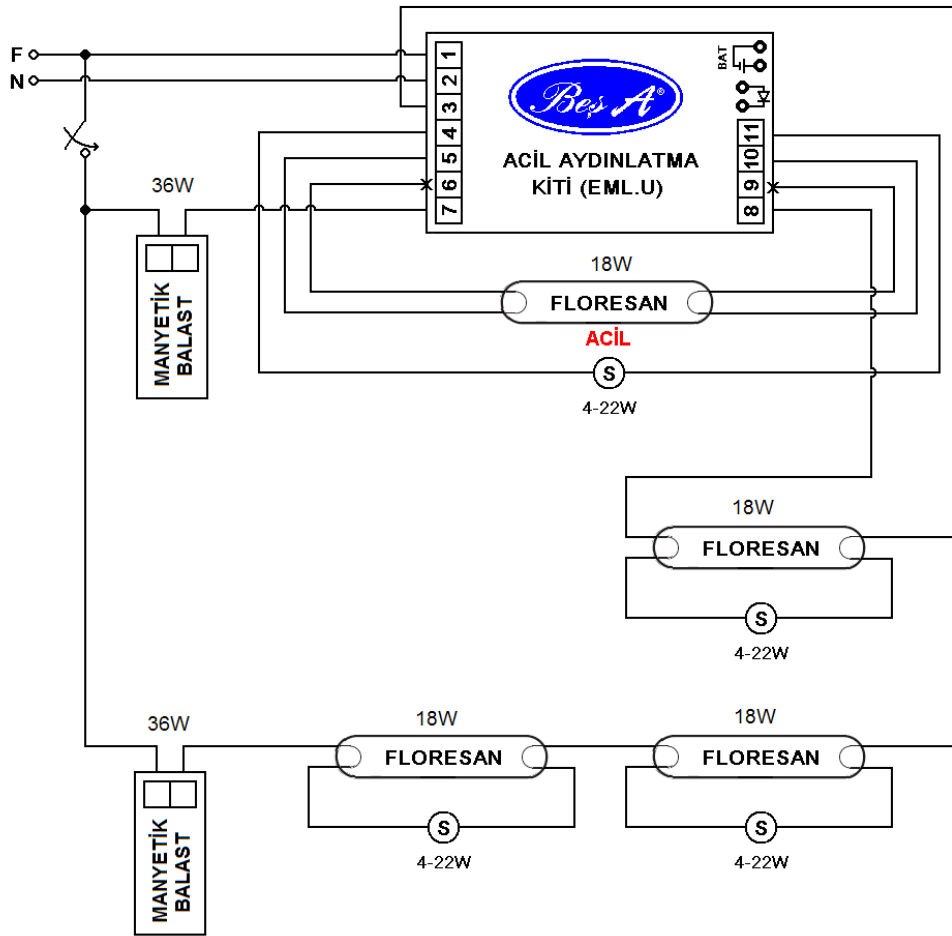 F
N
1
2
3
4
5
6
7
Beş A®
ACİL AYDINLATMA
KİTİ (EML.U)
BAT
11
10
9
8
36W
MANYETİK
BALAST
18W
FLORESAN
ACİL
S
4-22W
18W
FLORESAN
S
4-22W
36W
MANYETİK
BALAST
18W
FLORESAN
S
4-22W
18W
FLORESAN
S
4-22W